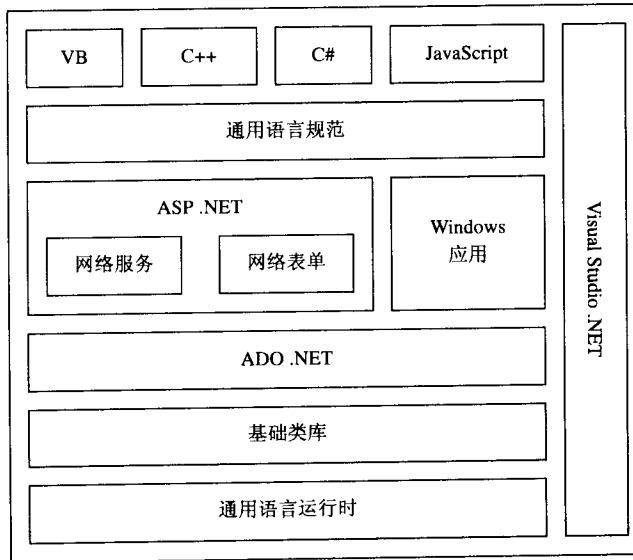 VB
C++
C#
JavaScript
通用语言规范
ASP .NET
网络服务
网络表单
Windows
应用
ADO .NET
基础类库
通用语言运行时
Visual Studio .NET